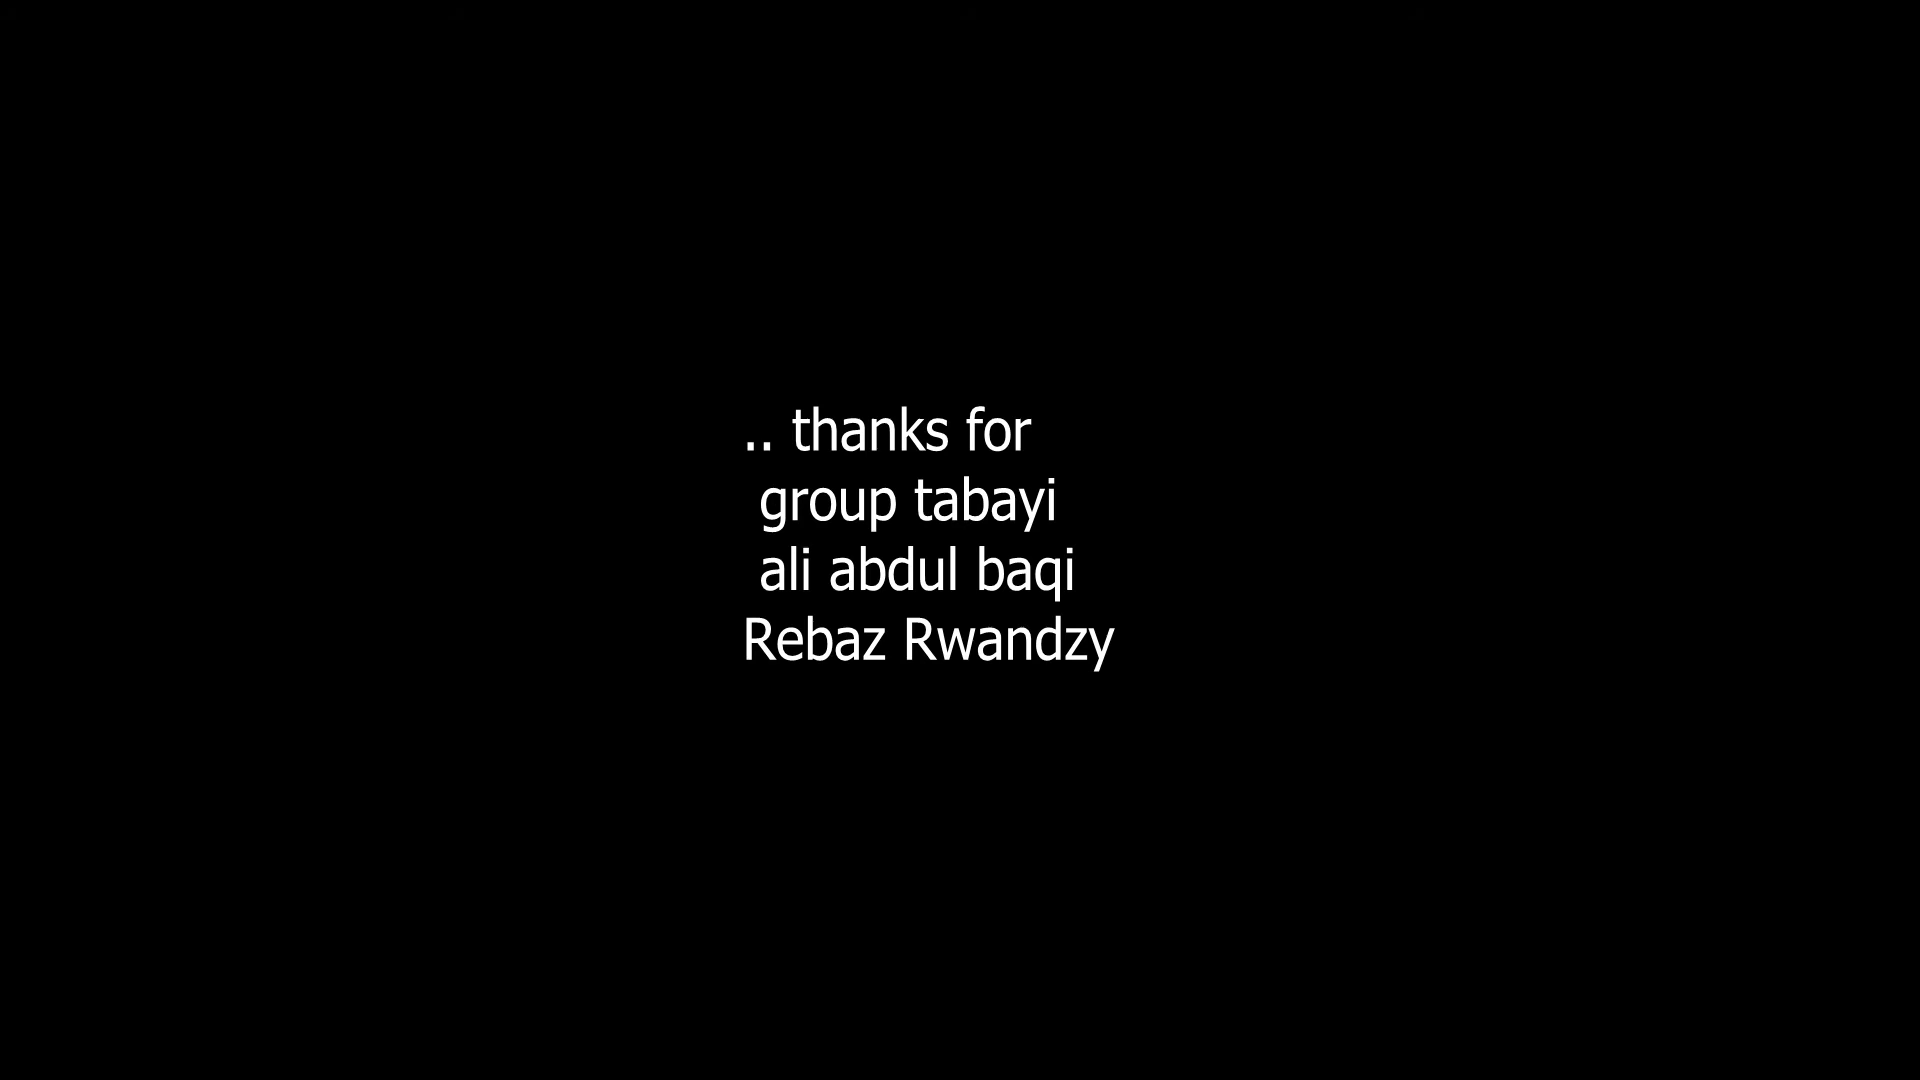 .. thanks for
group tabayi
ali abdul baqi
Rebaz Rwandzy